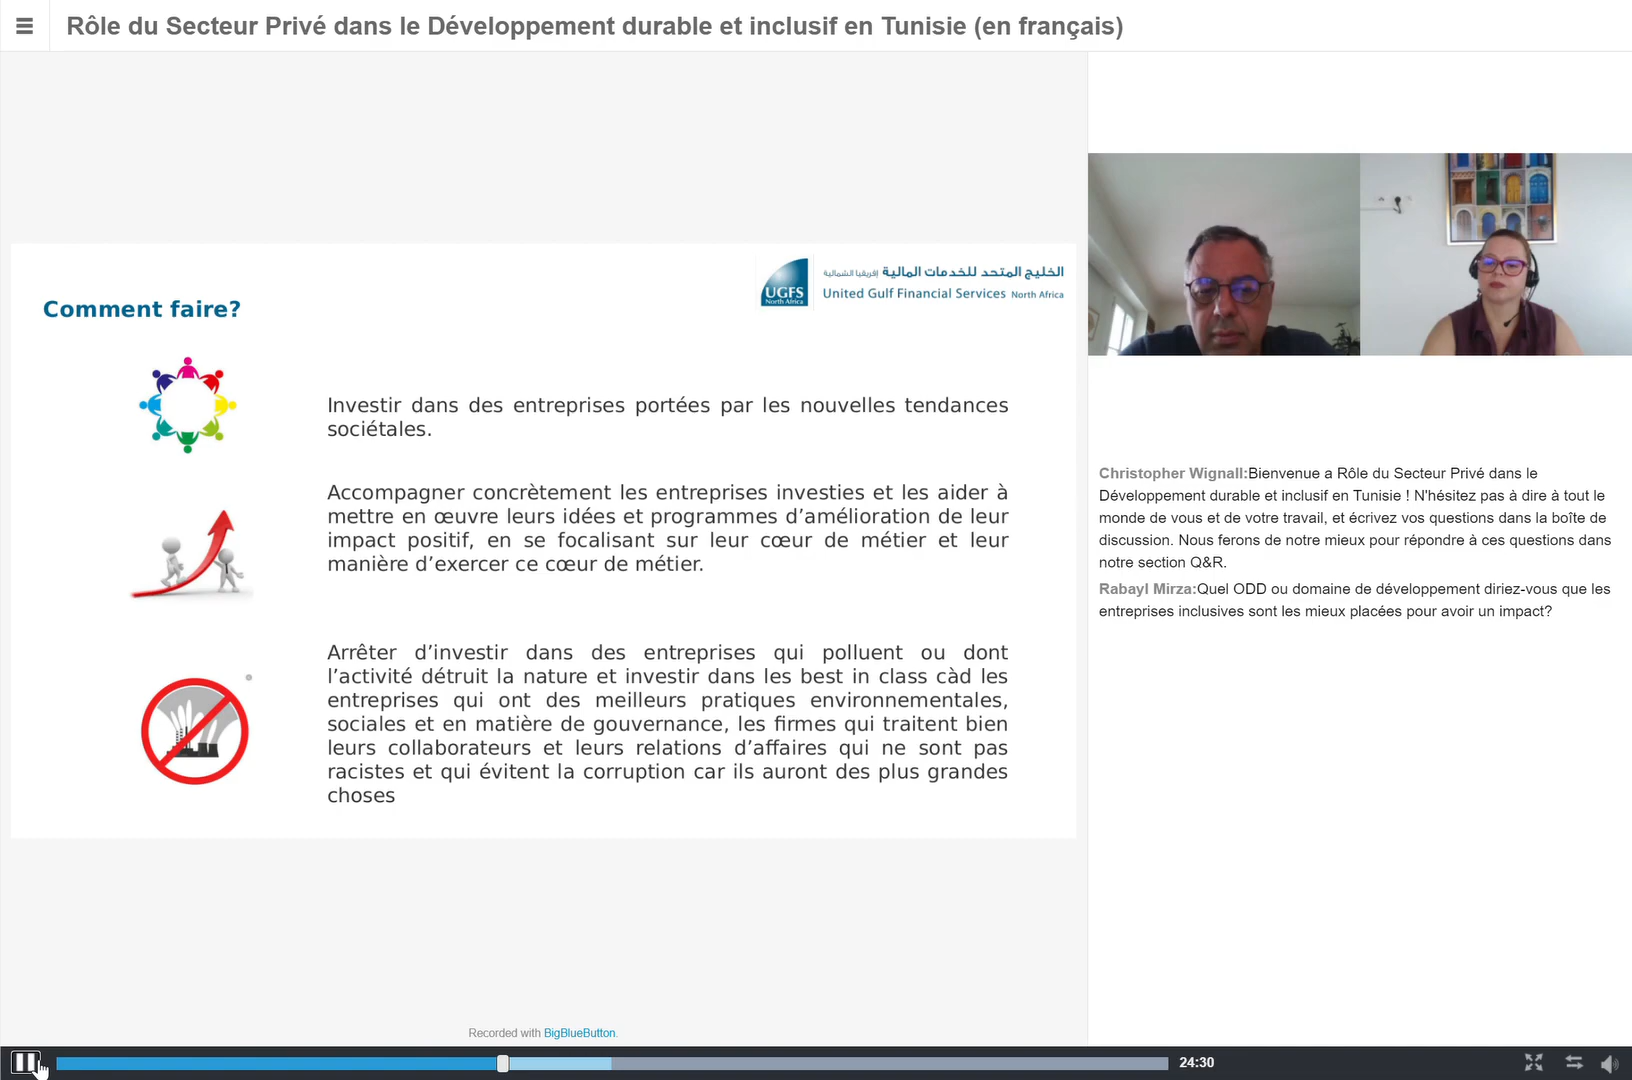 Rôle du Secteur Privé dans le Développement durable et inclusif en Tunisie (en français)
الخليج المتحد للخدمات المالية إفريقيا الشمالية
UGFS
North Africa
United Gulf Financial Services North Africa
Comment faire?
Investir dans des entreprises portées par les nouvelles tendances
sociétales.
Accompagner concrètement les entreprises investies et les aider à
mettre en œuvre leurs idées et programmes d’amélioration de leur
impact positif, en se focalisant sur leur cœur de métier et leur
manière d’exercer ce cœur de métier.
Arrêter d’investir dans des entreprises qui polluent ou dont
l’activité détruit la nature et investir dans les best in class càd les
entreprises qui ont des meilleurs pratiques environnementales,
sociales et en matière de gouvernance, les firmes qui traitent bien
leurs collaborateurs et leurs relations d’affaires qui ne sont pas
racistes et qui évitent la corruption car ils auront des plus grandes
choses
Christopher Wignall:Bienvenue a Rôle du Secteur Privé dans le
Développement durable et inclusif en Tunisie ! N'hésitez pas à dire à tout le
monde de vous et de votre travail, et écrivez vos questions dans la boîte de
discussion. Nous ferons de notre mieux pour répondre à ces questions dans
notre section Q&R.
Rabayl Mirza:Quel ODD ou domaine de développement diriez-vous que les
entreprises inclusives sont les mieux placées pour avoir un impact?
Recorded with BigBlueButton.
24:30